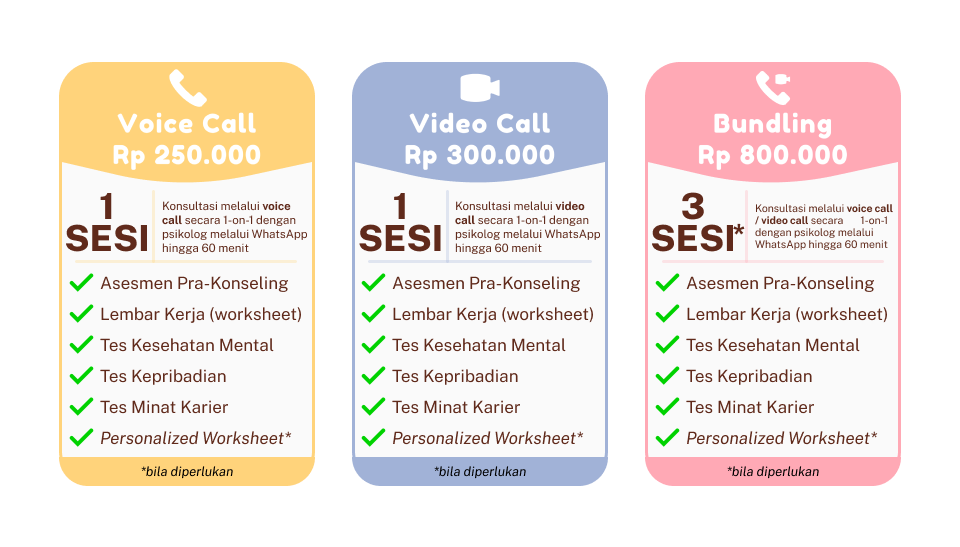 Voice Call
Rp 250.000
1
SESI
Konsultasi melalui voice
call secara 1-on-1 dengan
psikolog melalui WhatsApp
hingga 60 menit
Asesmen Pra-Konseling
Lembar Kerja (worksheet)
Tes Kesehatan Mental
Tes Kepribadian
Tes Minat Karier
Personalized Worksheet*
*bila diperlukan
Video Call
Rp 300.000
1
SESI
Konsultasi melalui video
call secara 1-on-1 dengan
psikolog melalui WhatsApp
hingga 60 menit
Asesmen Pra-Konseling
Lembar Kerja (worksheet)
Tes Kesehatan Mental
Tes Kepribadian
Tes Minat Karier
Personalized Worksheet*
*bila diperlukan
Bundling
Rp 800.000
3
SESI*
Konsultasi melalui voice call
/ video call secara 1-on-1
dengan psikolog melalui
WhatsApp hingga 60 menit
Asesmen Pra-Konseling
Lembar Kerja (worksheet)
Tes Kesehatan Mental
Tes Kepribadian
Tes Minat Karier
Personalized Worksheet*
*bila diperlukan